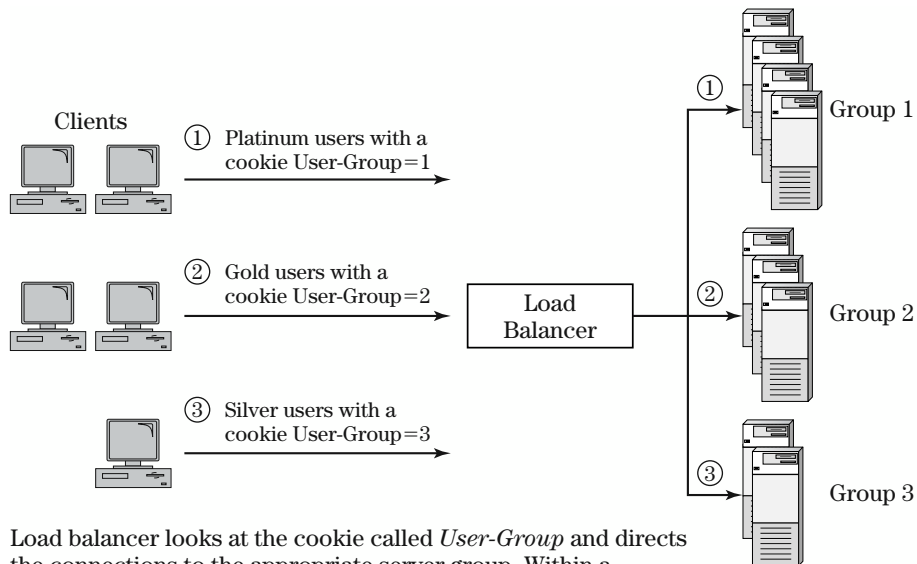 Clients
① Platinum users with a
cookie User-Group=1
② Gold users with a
cookie User-Group=2
③ Silver users with a
cookie User-Group=3
Load
Balancer
①
Group 1
②
Group 2
③
Group 3
Load balancer looks at the cookie called User-Group and directs
the connections to the appropriate server group. Within a